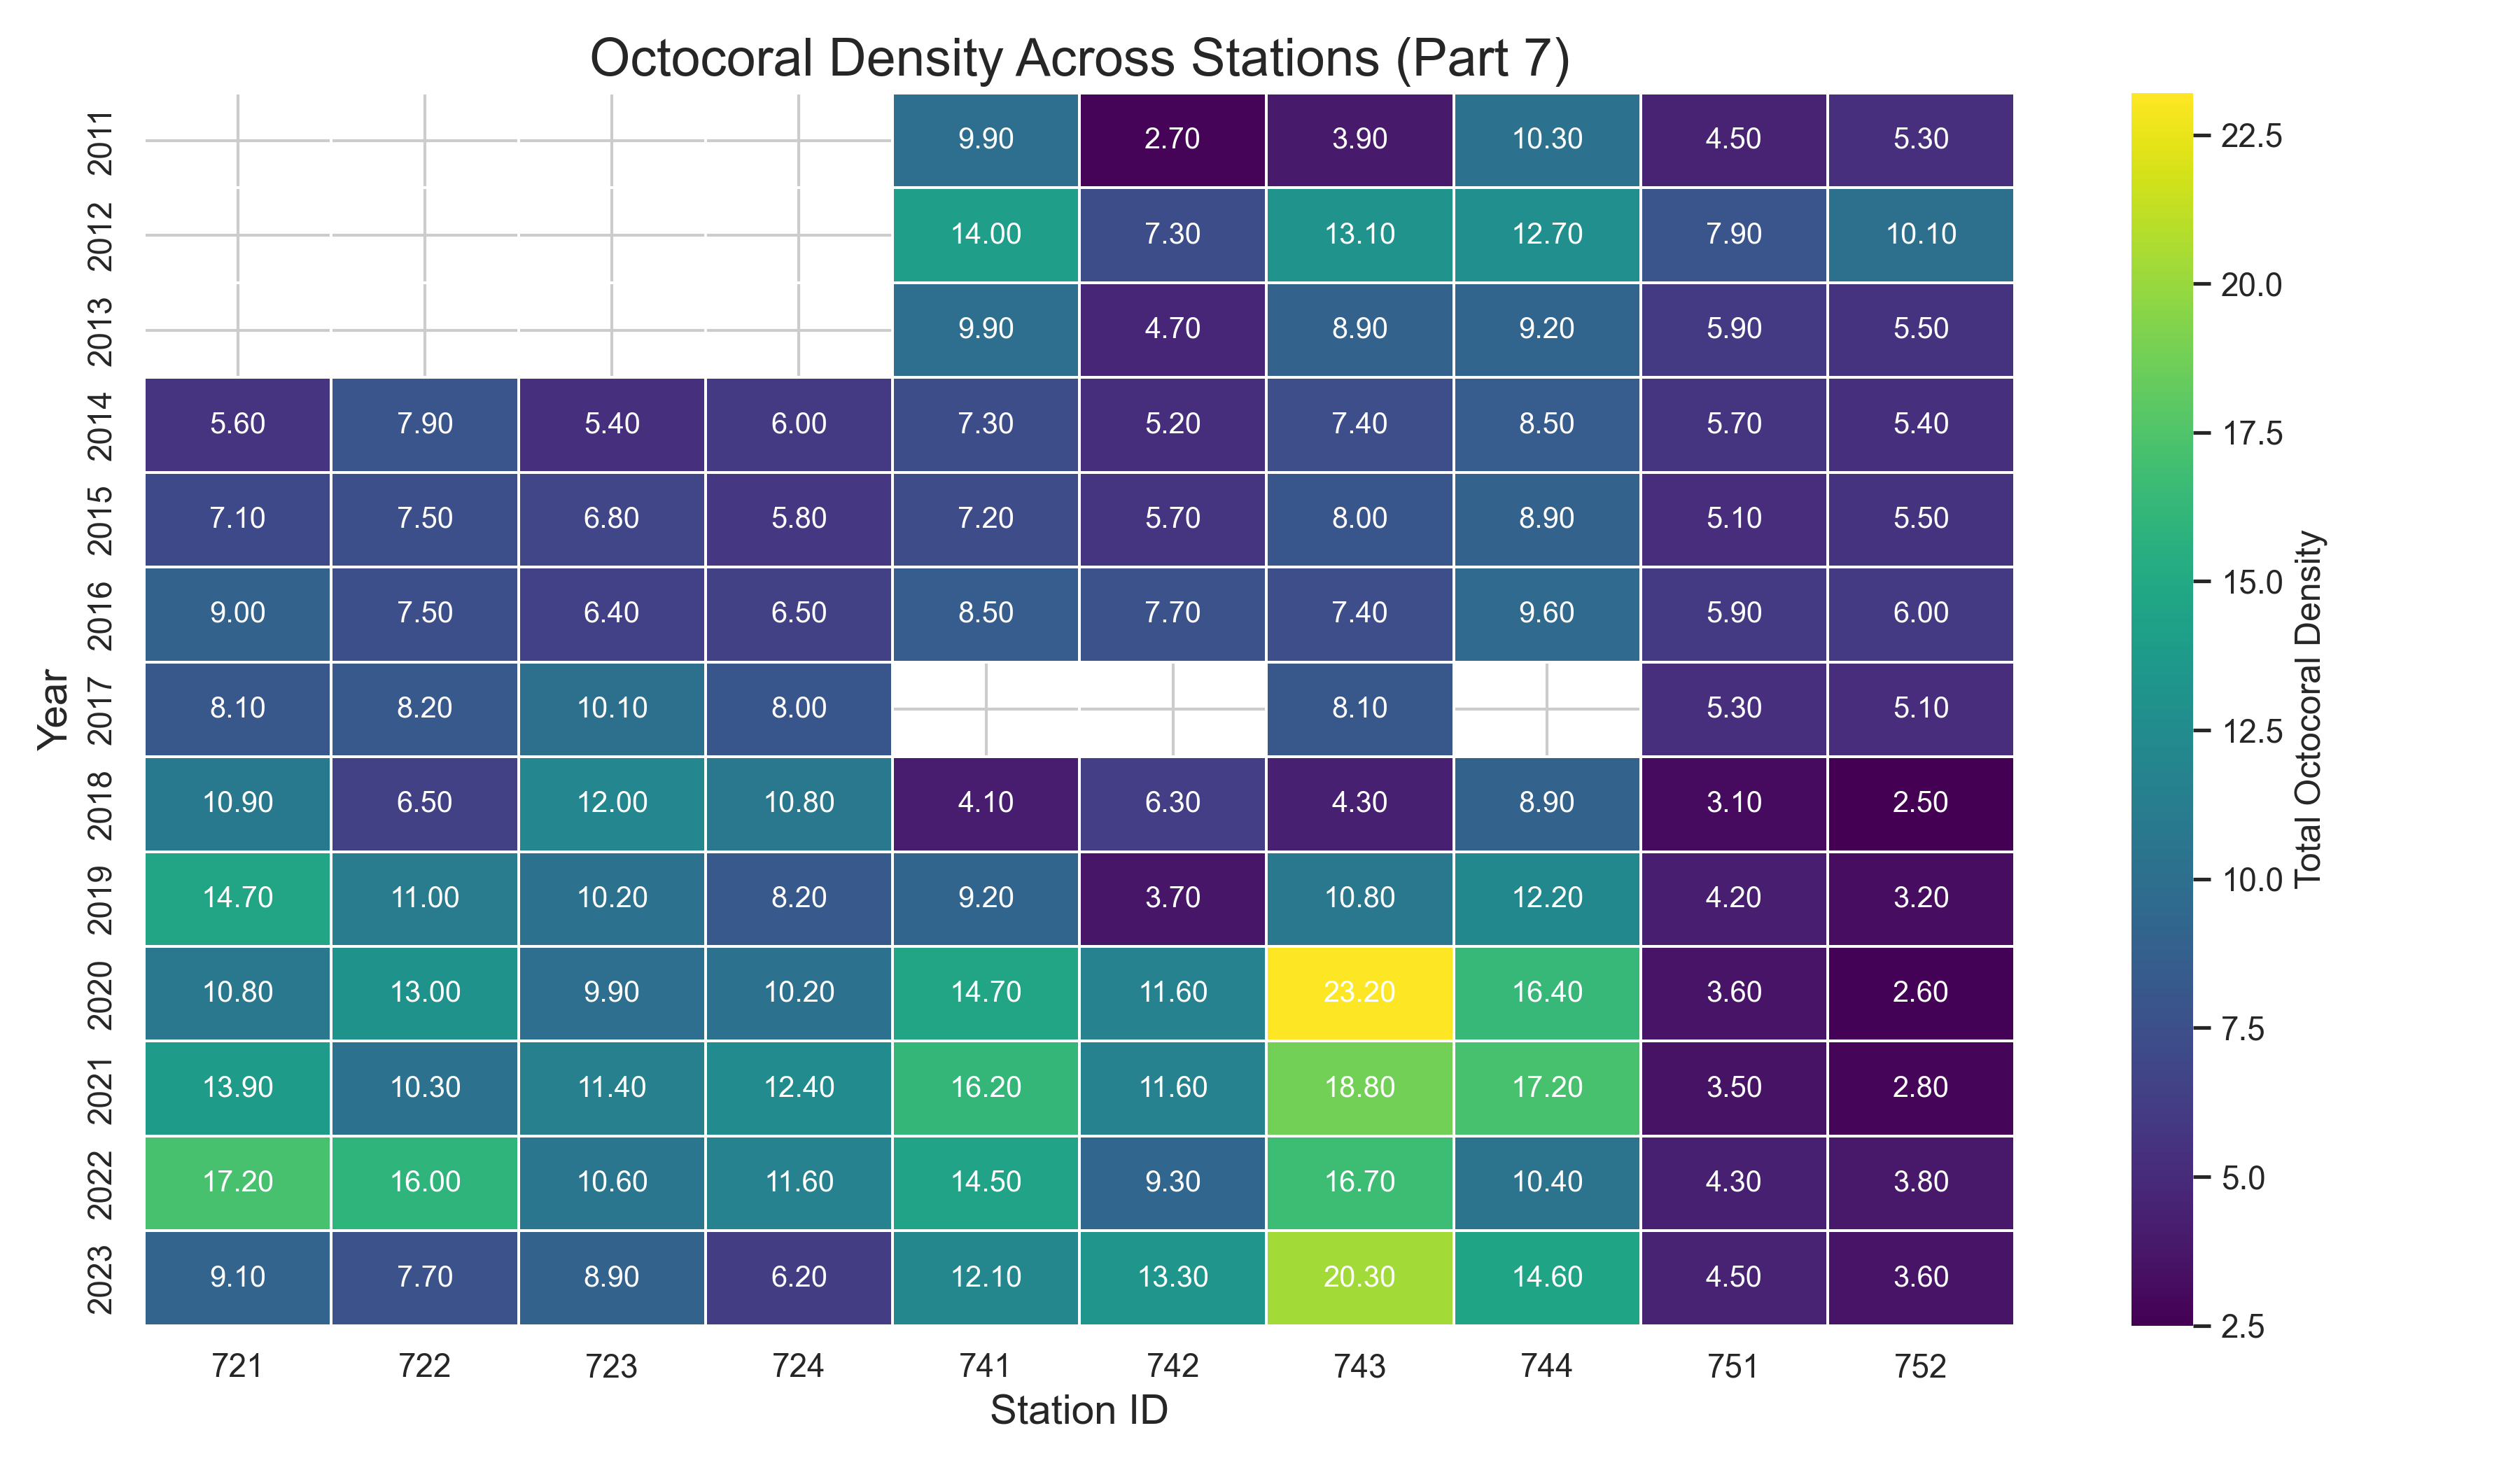 Octocoral Density Across Stations (Part 7)
2011 9.90 2.70 3.90 10.30 4.50 5.30
2012 14.00 7.30 13.10 12.70 7.90 10.10
2013 9.90 4.70 8.90 9.20 5.90 5.50
2014 5.60 7.90 5.40 6.00 7.30 5.20 7.40 8.50 5.70 5.40
2015 7.10 7.50 6.80 5.80 7.20 5.70 8.00 8.90 5.10 5.50
2016 9.00 7.50 6.40 6.50 8.50 7.70 7.40 9.60 5.90 6.00
2017 8.10 8.20 10.10 8.00 8.10 5.30 5.10
2018 10.90 6.50 12.00 10.80 4.10 6.30 4.30 8.90 3.10 2.50
2019 14.70 11.00 10.20 8.20 9.20 3.70 10.80 12.20 4.20 3.20
2020 10.80 13.00 9.90 10.20 14.70 11.60 23.20 16.40 3.60 2.60
2021 13.90 10.30 11.40 12.40 16.20 11.60 18.80 17.20 3.50 2.80
2022 17.20 16.00 10.60 11.60 14.50 9.30 16.70 10.40 4.30 3.80
2023 9.10 7.70 8.90 6.20 12.10 13.30 20.30 14.60 4.50 3.60
721 722 723 724 741 742 743 744 751 752
Station ID
Year
22.5
20.0
17.5
15.0
12.5
10.0
7.5
5.0
2.5
Total Octocoral Density